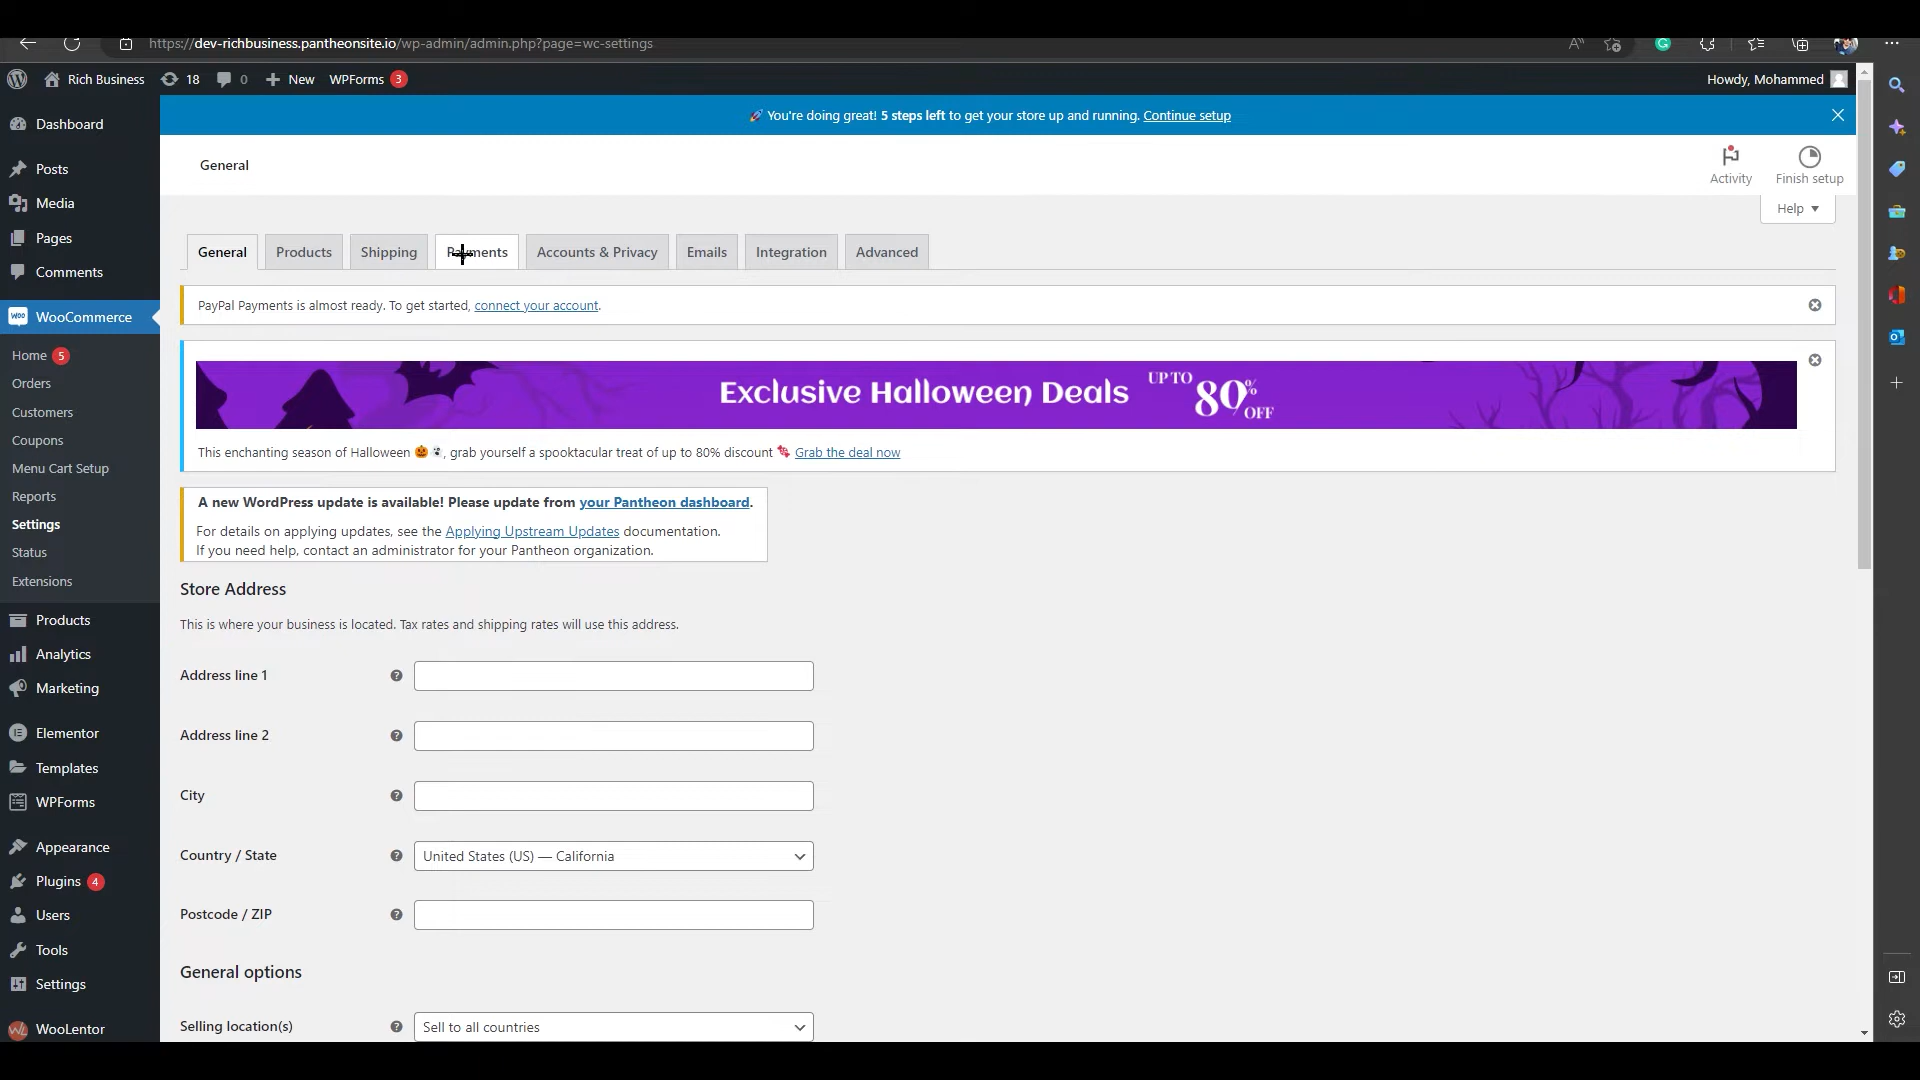 https://dev-richbusiness.pantheonsite.io/wp-admin/admin.php?page=wc-settings
Rich Business 18 0 New WPForms 3 Howdy, Mohammed
🚀 You're doing great! 5 steps left to get your store up and running. Continue setup
General
Activity
Finish setup
Help
Dashboard
Posts
Media
Pages
Comments
WooCommerce
Home 5
Orders
Customers
Coupons
Menu Cart Setup
Reports
Settings
Status
Extensions
Products
Analytics
Marketing
Elementor
Templates
WPForms
Appearance
Plugins 4
Users
Tools
Settings
WooLentor
General Products Shipping Payments Accounts & Privacy Emails Integration Advanced
PayPal Payments is almost ready. To get started, connect your account.
Exclusive Halloween Deals UP TO 80% OFF
This enchanting season of Halloween 🎃 👻, grab yourself a spooktacular treat of up to 80% discount 🍬 Grab the deal now
A new WordPress update is available! Please update from your Pantheon dashboard.
For details on applying updates, see the Applying Upstream Updates documentation.
If you need help, contact an administrator for your Pantheon organization.
Store Address
This is where your business is located. Tax rates and shipping rates will use this address.
Address line 1
Address line 2
City
Country / State United States (US) — California
Postcode / ZIP
General options
Selling location(s) Sell to all countries